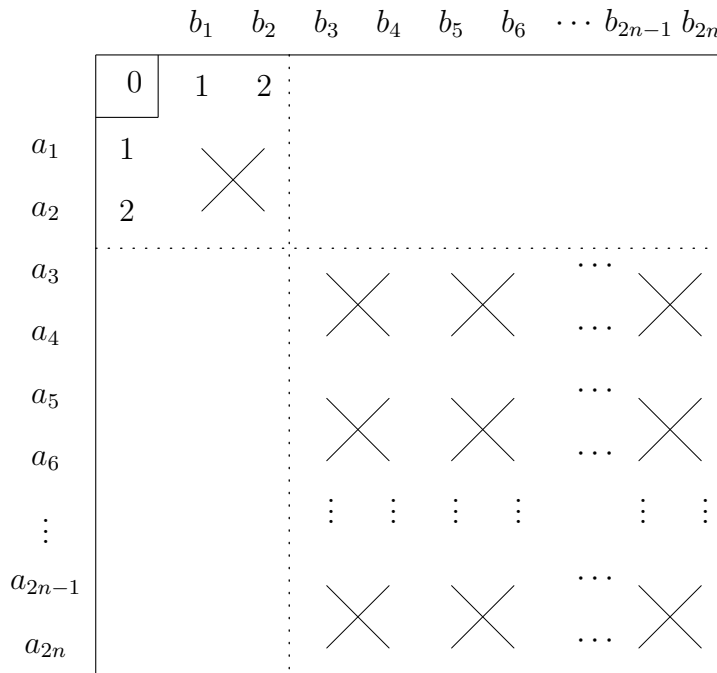 b₁ b₂ b₃ b₄ b₅ b₆ ⋯ b₂ₙ₋₁ b₂ₙ
0 1 2
a₁ 1
a₂ 2
a₃ ⋯
a₄ ⋯
a₅ ⋯
a₆ ⋯
⋮ ⋮ ⋮ ⋮ ⋮ ⋮ ⋮
a₂ₙ₋₁ ⋯
a₂ₙ ⋯